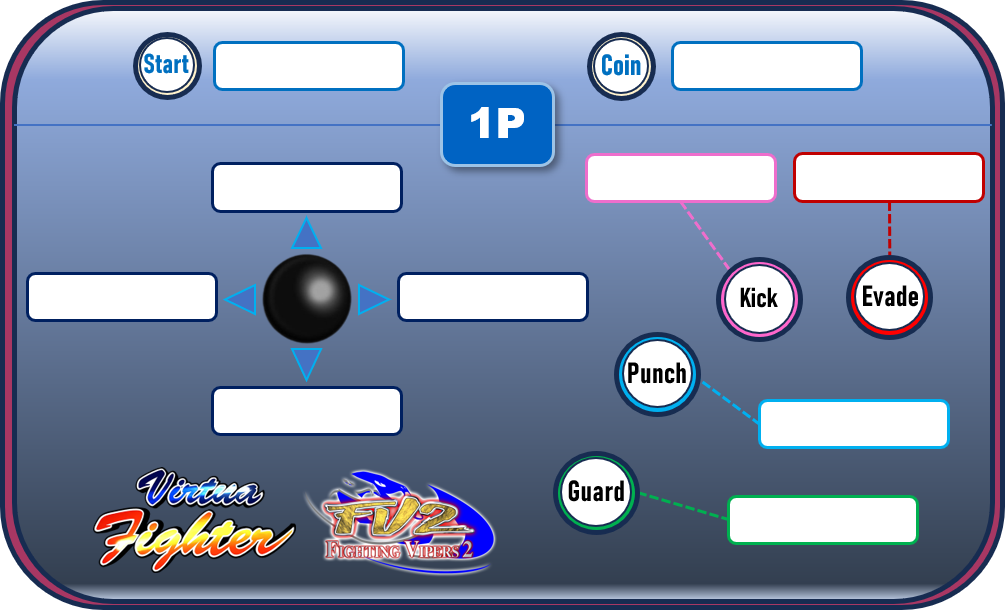 Start
Coin
1P
Kick
Evade
Punch
Guard
Virtua
Fighter
FV2
FIGHTING VIPERS 2